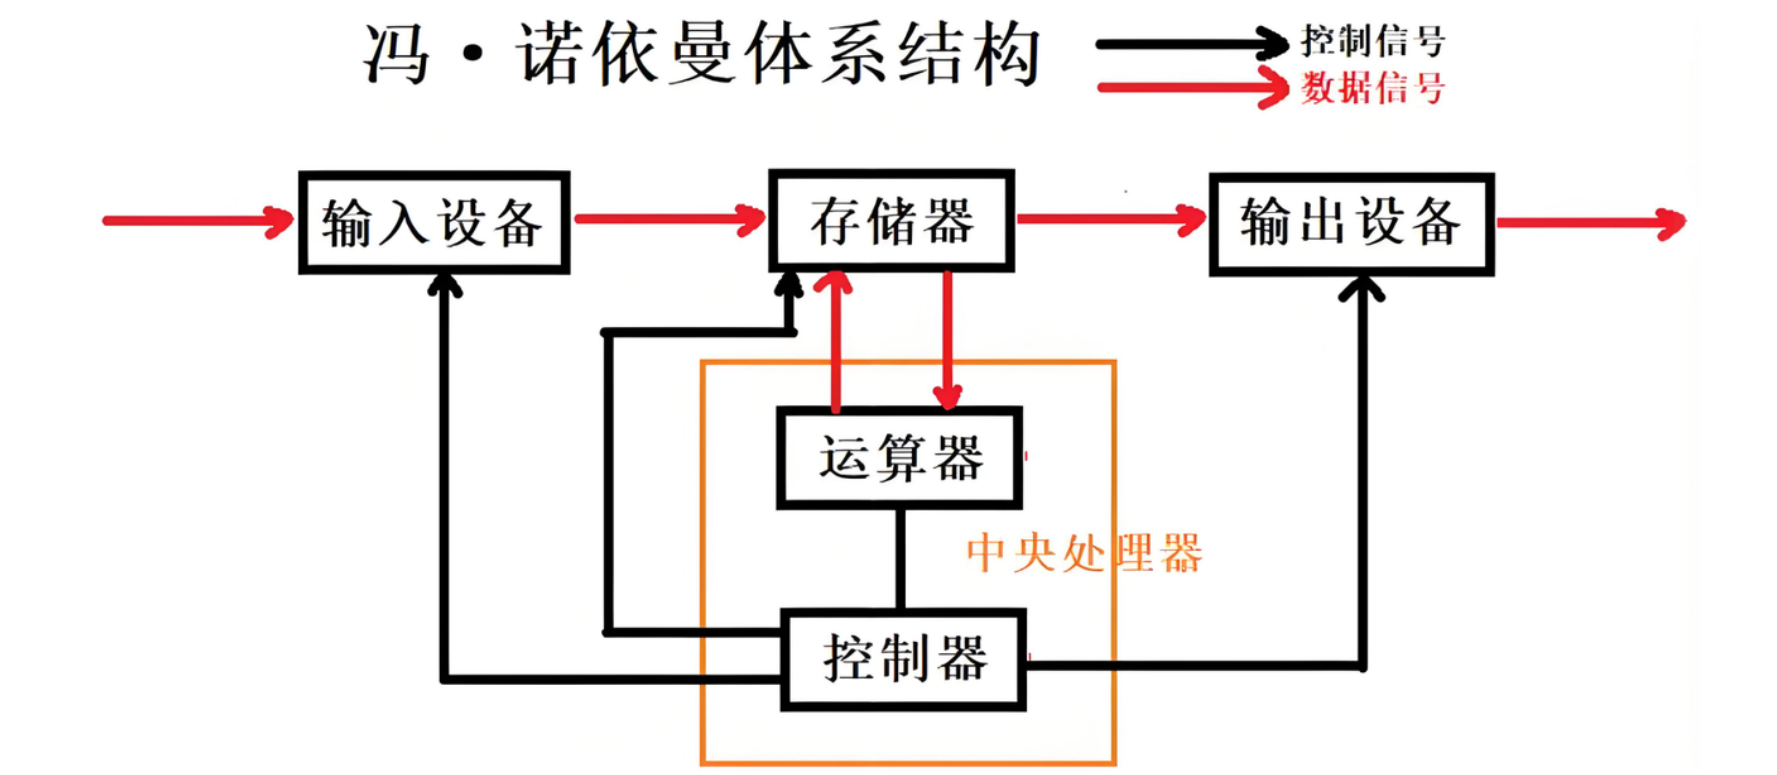 冯·诺依曼体系结构
控制信号
数据信号
输入设备
存储器
输出设备
运算器
中央处理器
控制器